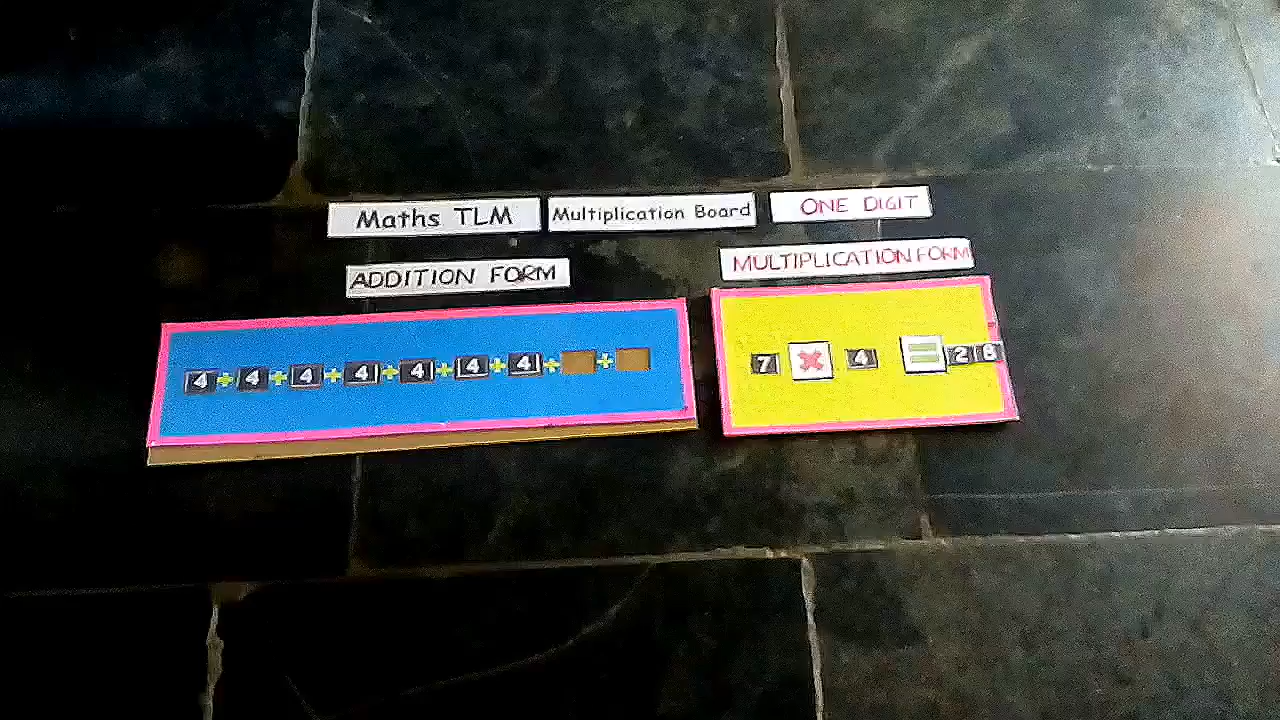 Maths TLM Multiplication Board ONE DIGIT
ADDITION FORM
MULTIPLICATION FORM
4+4+4+4+4+4+4+ +
7 × 4 = 28